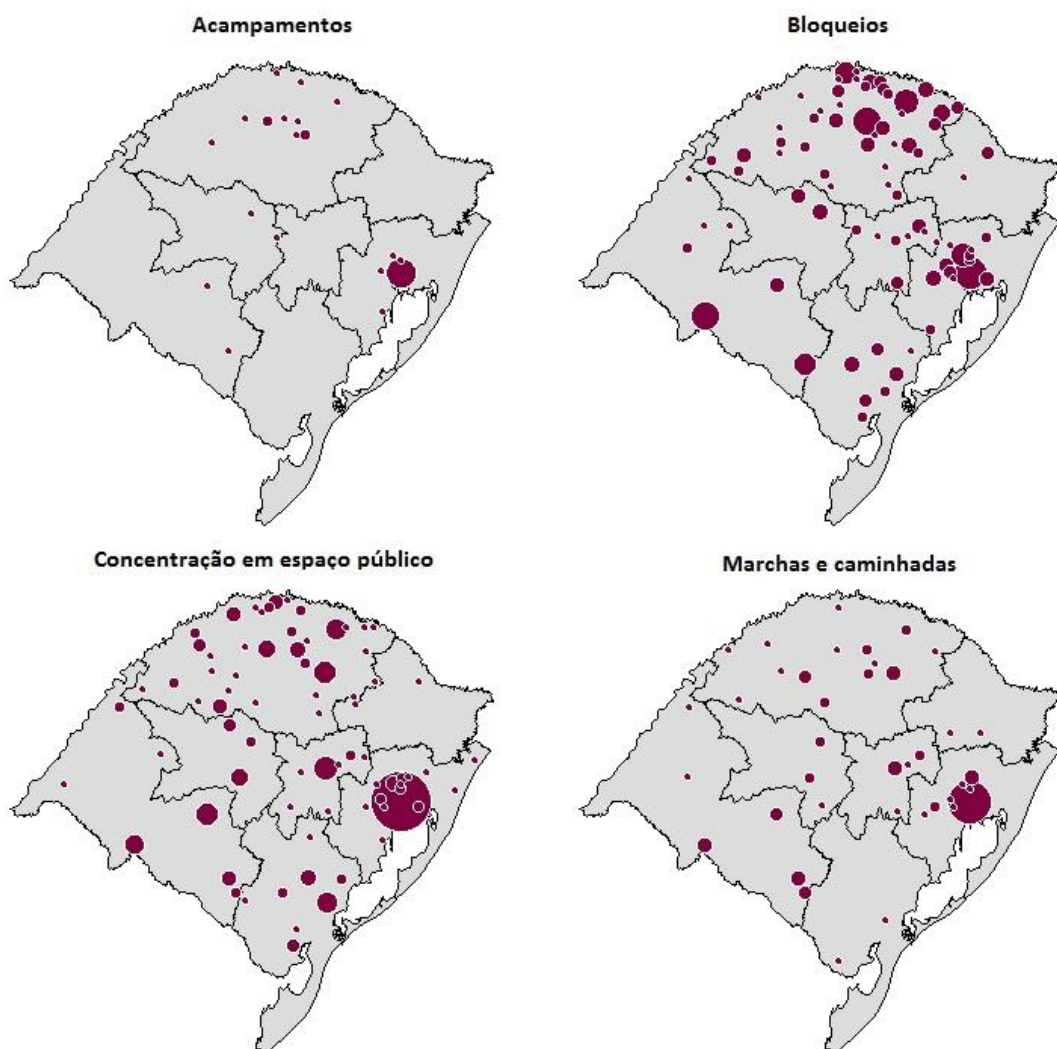 Acampamentos
Bloqueios
Concentração em espaço público
Marchas e caminhadas